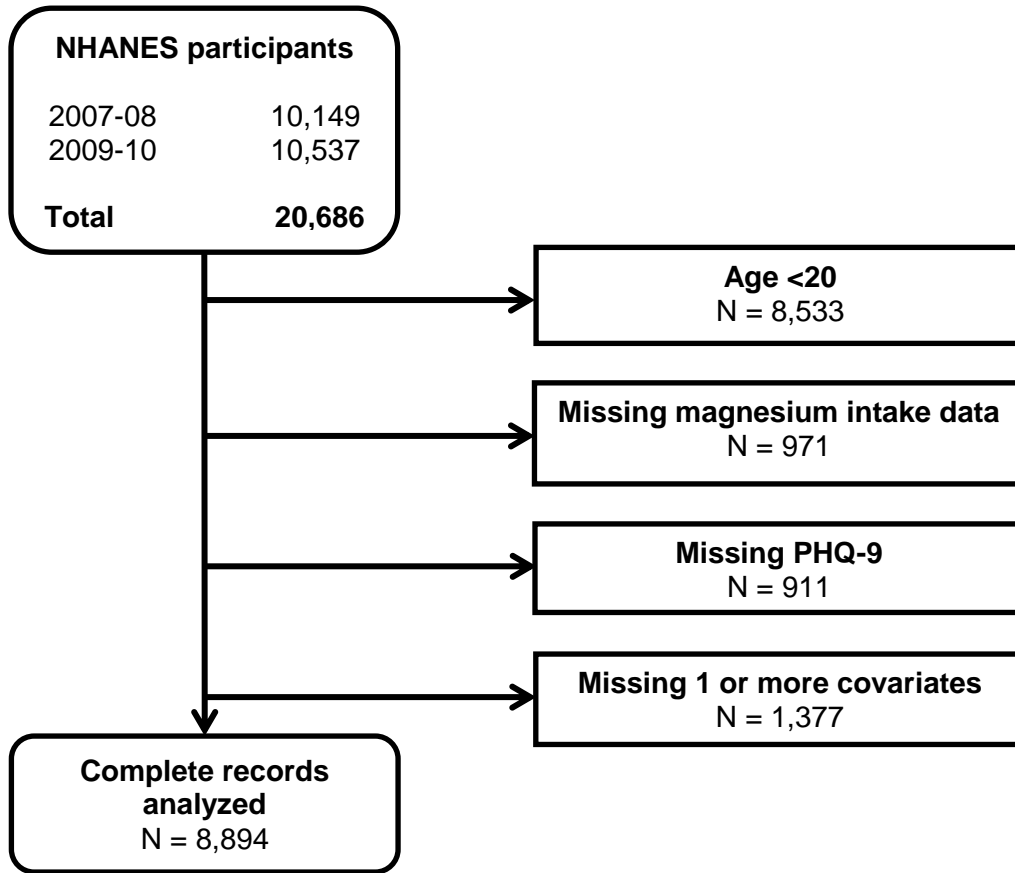 NHANES participants
2007-08 10,149
2009-10 10,537
Total 20,686
Age <20
N = 8,533
Missing magnesium intake data
N = 971
Missing PHQ-9
N = 911
Missing 1 or more covariates
N = 1,377
Complete records
analyzed
N = 8,894